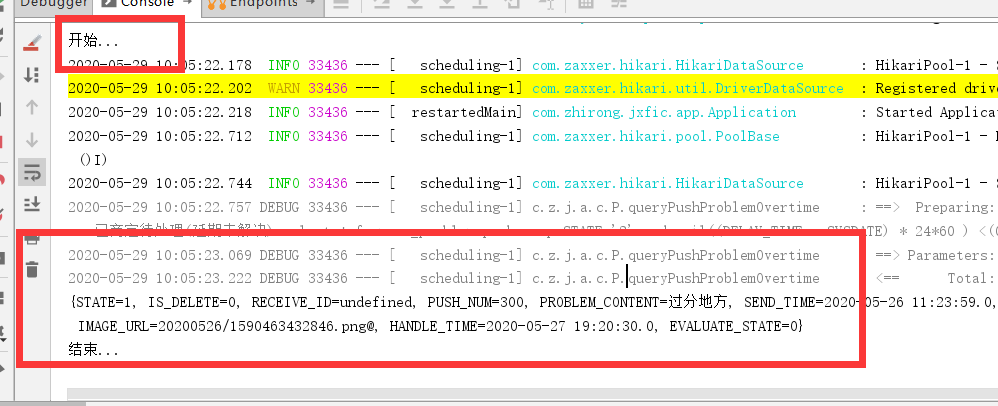 Debugger Console Endpoints
开始...
2020-05-29 10:05:22.178 INFO 33436 --- [ scheduling-1] com.zaxxer.hikari.HikariDataSource : HikariPool-1 - S
2020-05-29 10:05:22.202 WARN 33436 --- [ scheduling-1] com.zaxxer.hikari.util.DriverDataSource : Registered driv
2020-05-29 10:05:22.218 INFO 33436 --- [ restartedMain] com.zhirong.jxfic.app.Application : Started Applica
2020-05-29 10:05:22.712 INFO 33436 --- [ scheduling-1] com.zaxxer.hikari.pool.PoolBase : HikariPool-1 -
()I)
2020-05-29 10:05:22.744 INFO 33436 --- [ scheduling-1] com.zaxxer.hikari.HikariDataSource : HikariPool-1 - S
2020-05-29 10:05:22.757 DEBUG 33436 --- [ scheduling-1] c.z.j.a.c.P.queryPushProblemOvertime : ==> Preparing:
2020-05-29 10:05:23.069 DEBUG 33436 --- [ scheduling-1] c.z.j.a.c.P.queryPushProblemOvertime : ==> Parameters:
2020-05-29 10:05:23.222 DEBUG 33436 --- [ scheduling-1] c.z.j.a.c.P.queryPushProblemOvertime : <== Total:
{STATE=1, IS_DELETE=0, RECEIVE_ID=undefined, PUSH_NUM=300, PROBLEM_CONTENT=过分地方, SEND_TIME=2020-05-26 11:23:59.0,
IMAGE_URL=20200526/1590463432846.png@, HANDLE_TIME=2020-05-27 19:20:30.0, EVALUATE_STATE=0}
结束...